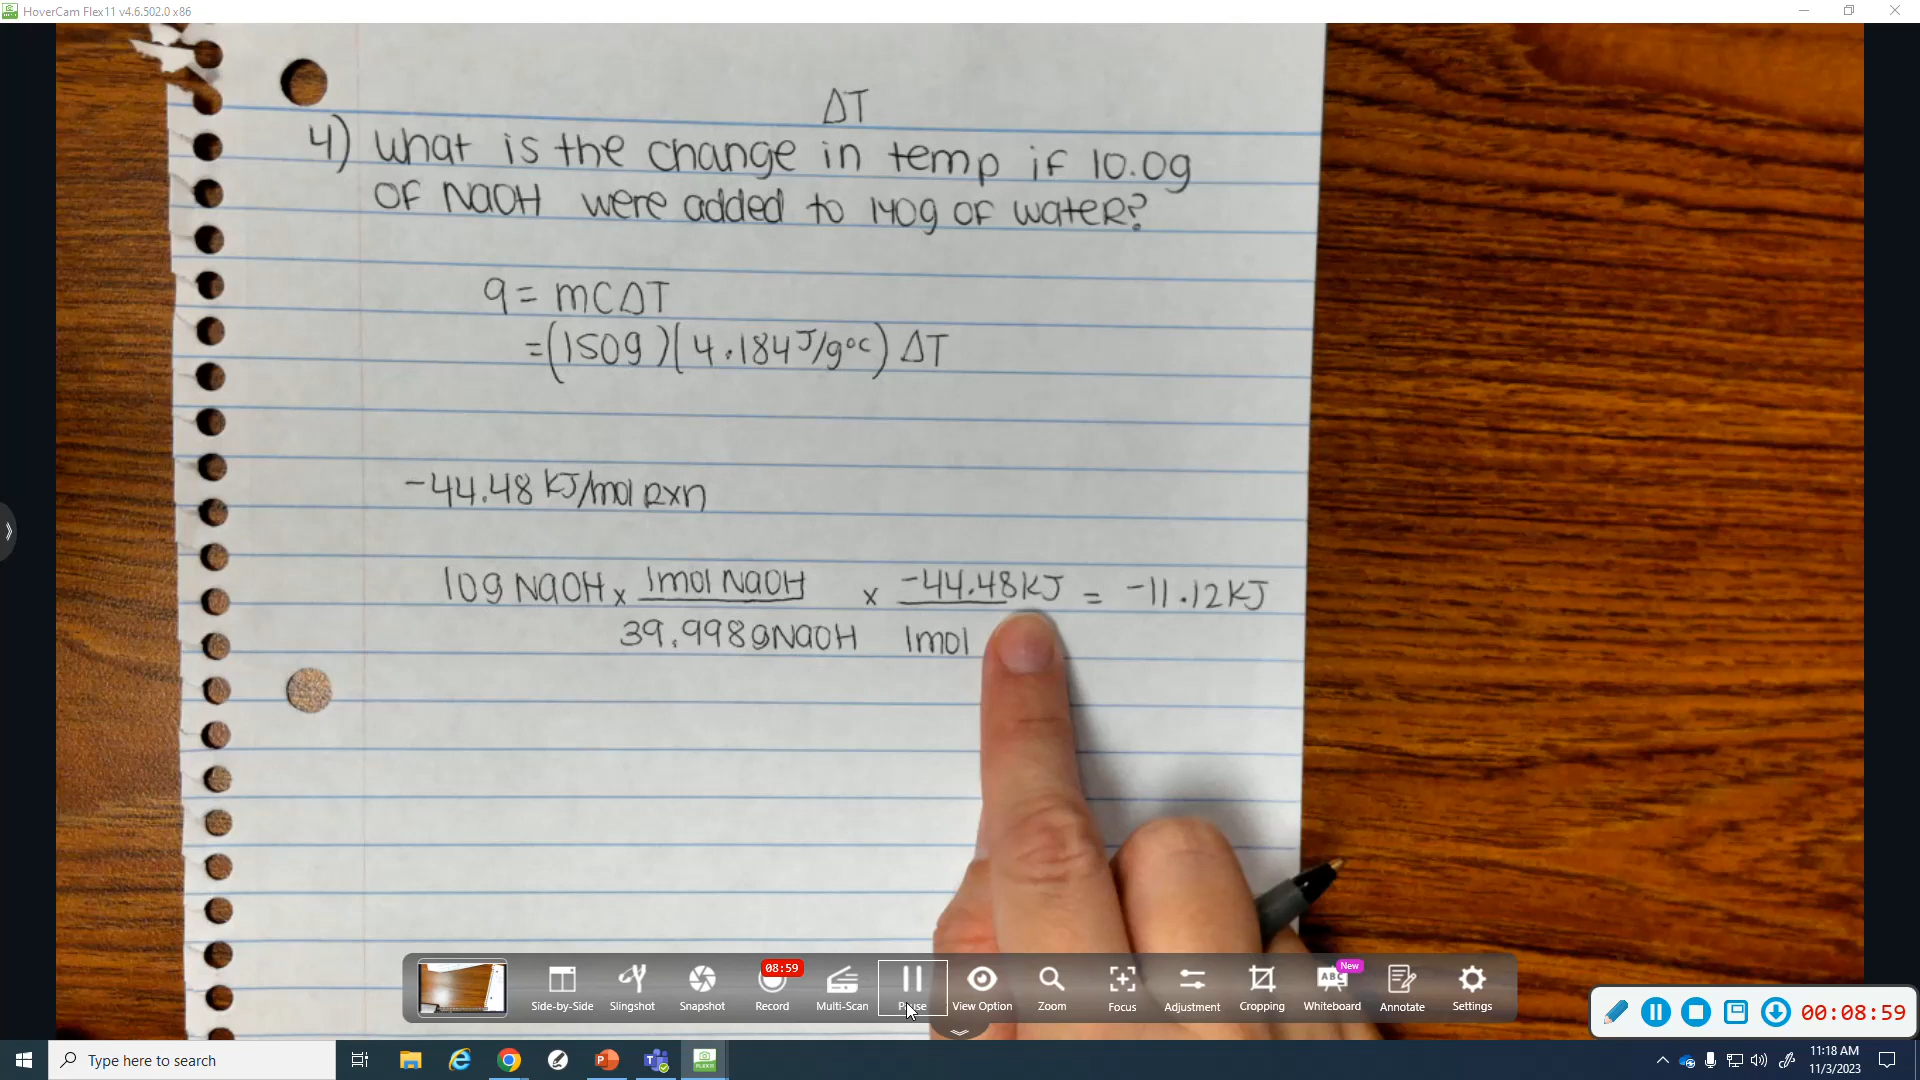 HoverCam Flex11 v4.6.502.0 x86
ΔT
4) What is the change in temp if 10.0g
of NaOH were added to 140g of water?
q = mCΔT
= (150g)(4.184 J/g°C) ΔT
-44.48 KJ/mol rxn
10g NaOH x 1mol NaOH x -44.48KJ = -11.12KJ
39.998gNaOH 1mol
08:59
New
ABC
Side-by-Side Slingshot Snapshot Record Multi-Scan Pause View Option Zoom Focus Adjustment Cropping Whiteboard Annotate Settings
00:08:59
Type here to search
11:18 AM
11/3/2023